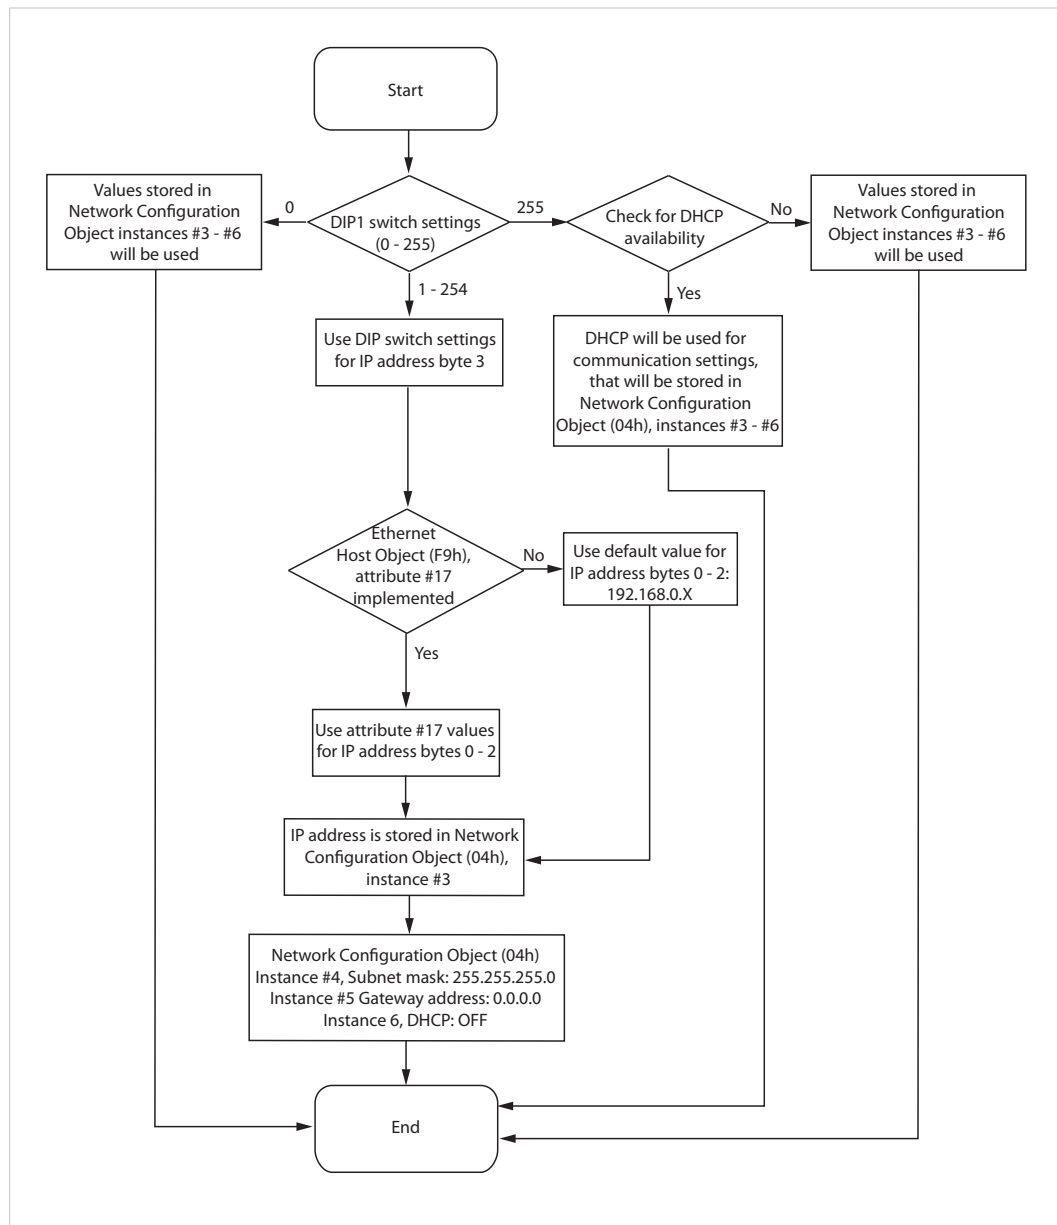 Start
Values stored in
Network Configuration
Object instances #3 - #6
will be used
0
DIP1 switch settings
(0 - 255)
255
Check for DHCP
availability
No
Values stored in
Network Configuration
Object instances #3 - #6
will be used
1 - 254
Yes
Use DIP switch settings
for IP address byte 3
DHCP will be used for
communication settings,
that will be stored in
Network Configuration
Object (04h), instances #3 - #6
Ethernet
Host Object (F9h),
attribute #17
implemented
No
Use default value for
IP address bytes 0 - 2:
192.168.0.X
Yes
Use attribute #17 values
for IP address bytes 0 - 2
IP address is stored in Network
Configuration Object (04h),
instance #3
Network Configuration Object (04h)
Instance #4, Subnet mask: 255.255.255.0
Instance #5 Gateway address: 0.0.0.0
Instance 6, DHCP: OFF
End